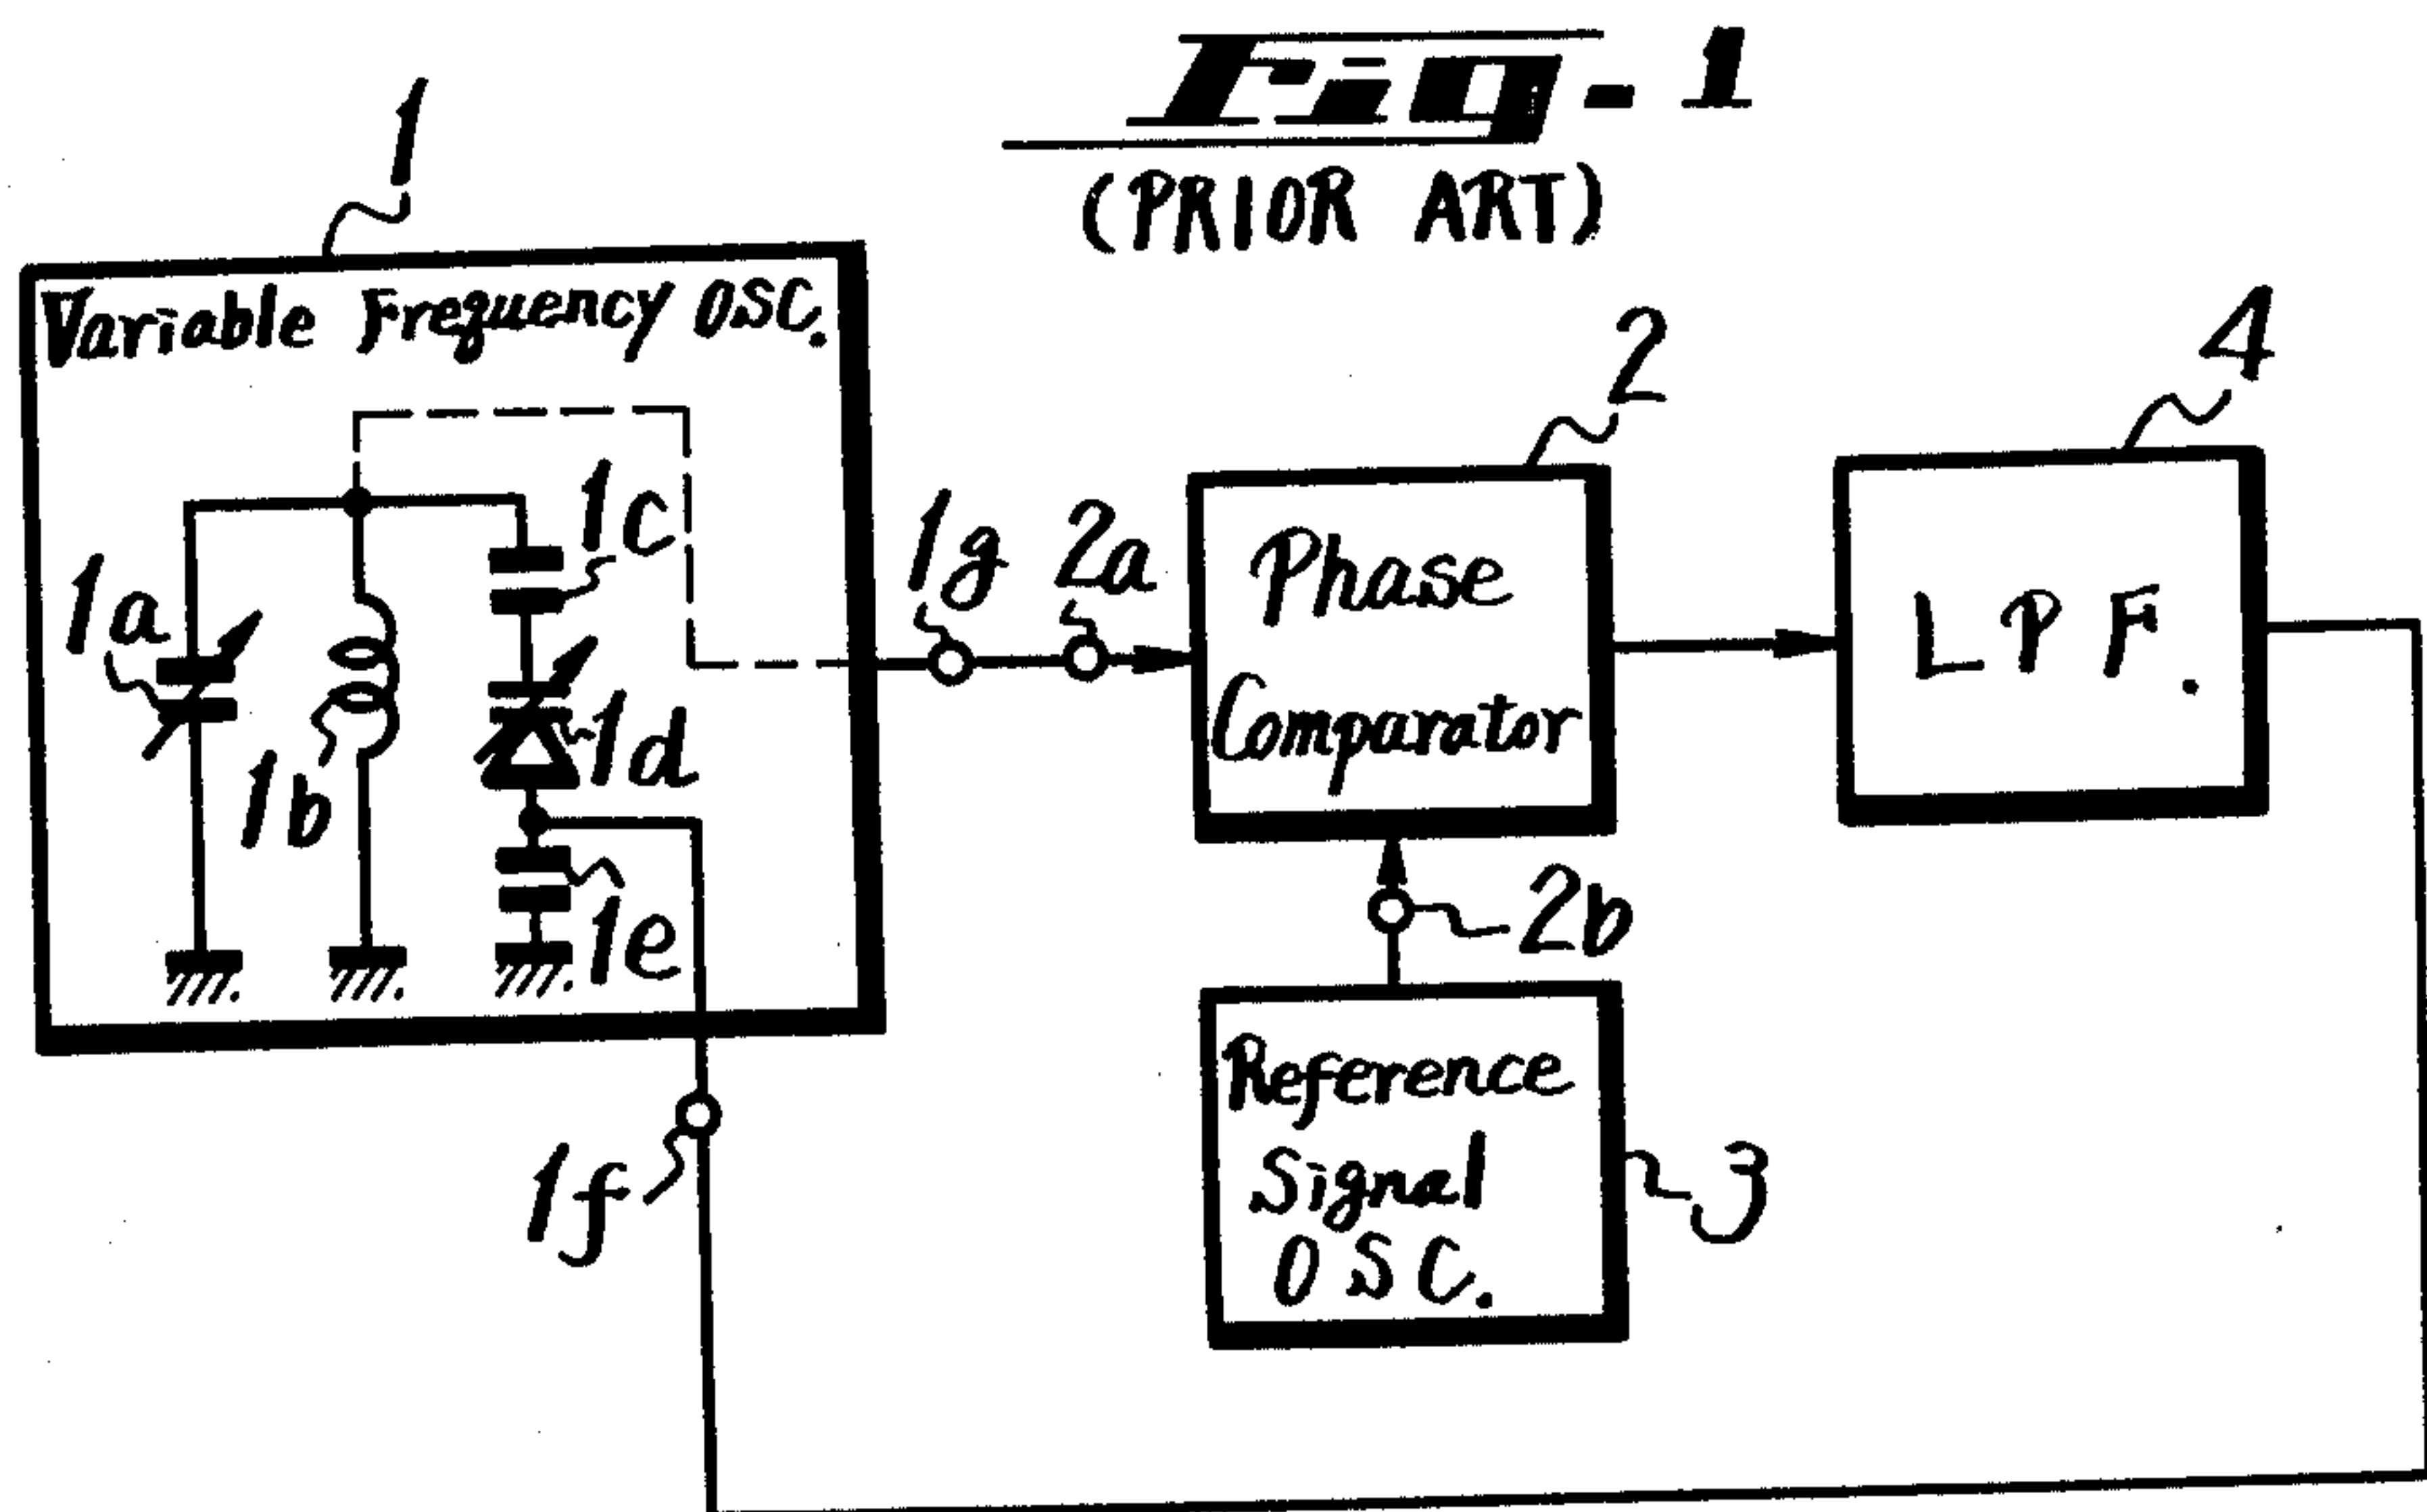 Fig-1
(PRIOR ART)
1
Variable Frequency OSC.
1a
1b
1c
1d
1e
1f
1g
2a
2
Phase
Comparator
2b
Reference
Signal
OSC.
3
4
L P F.